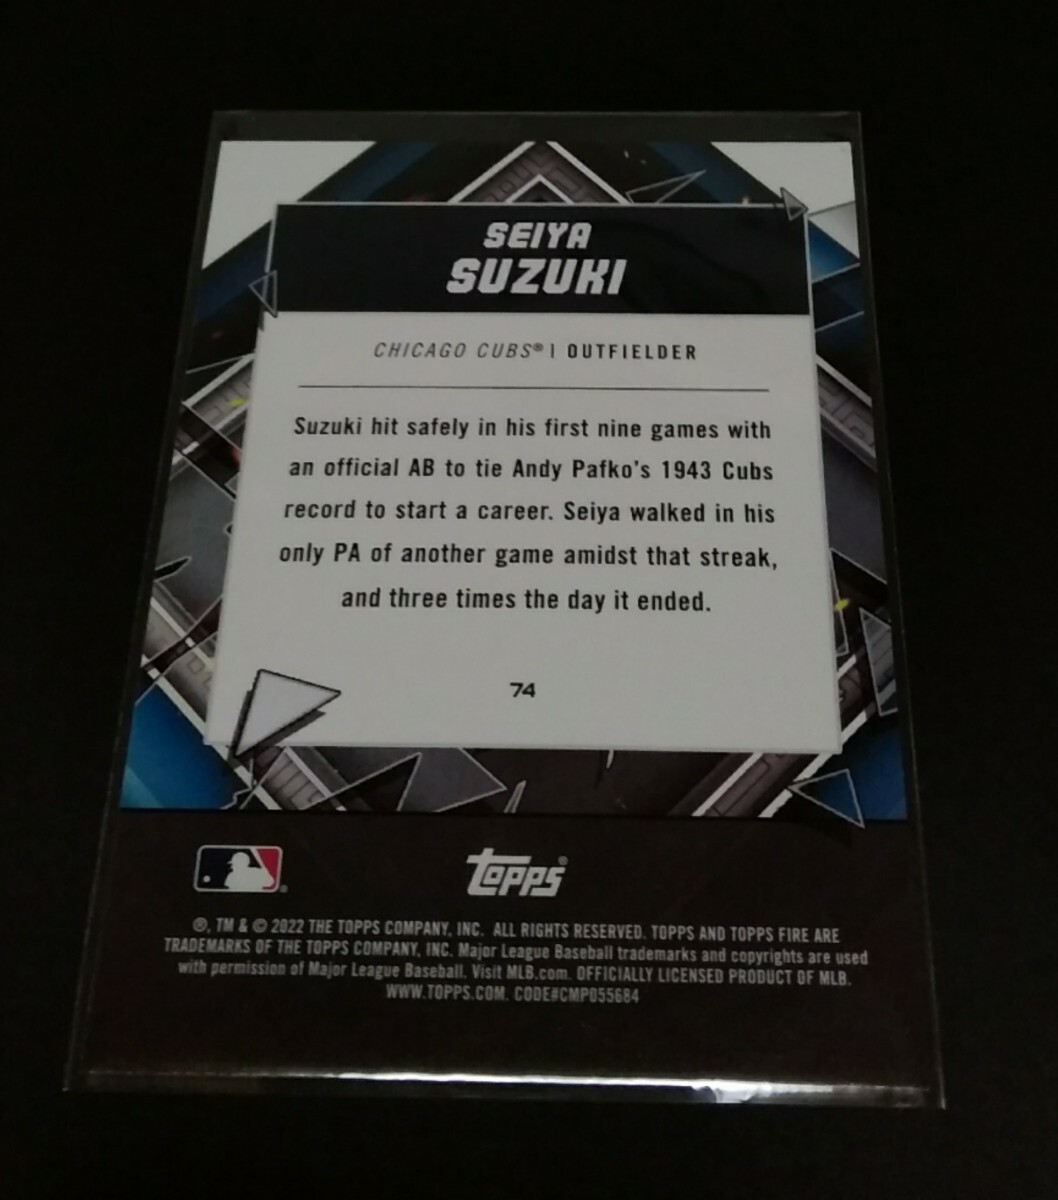 SEIYA
SUZUKI
CHICAGO CUBS® | OUTFIELDER
Suzuki hit safely in his first nine games with
an official AB to tie Andy Pafko's 1943 Cubs
record to start a career. Seiya walked in his
only PA of another game amidst that streak,
and three times the day it ended.
74
topps®
®, TM & © 2022 THE TOPPS COMPANY, INC. ALL RIGHTS RESERVED. TOPPS AND TOPPS FIRE ARE
TRADEMARKS OF THE TOPPS COMPANY, INC. Major League Baseball trademarks and copyrights are used
with permission of Major League Baseball. Visit MLB.com. OFFICIALLY LICENSED PRODUCT OF MLB.
WWW.TOPPS.COM. CODE#CMP055684